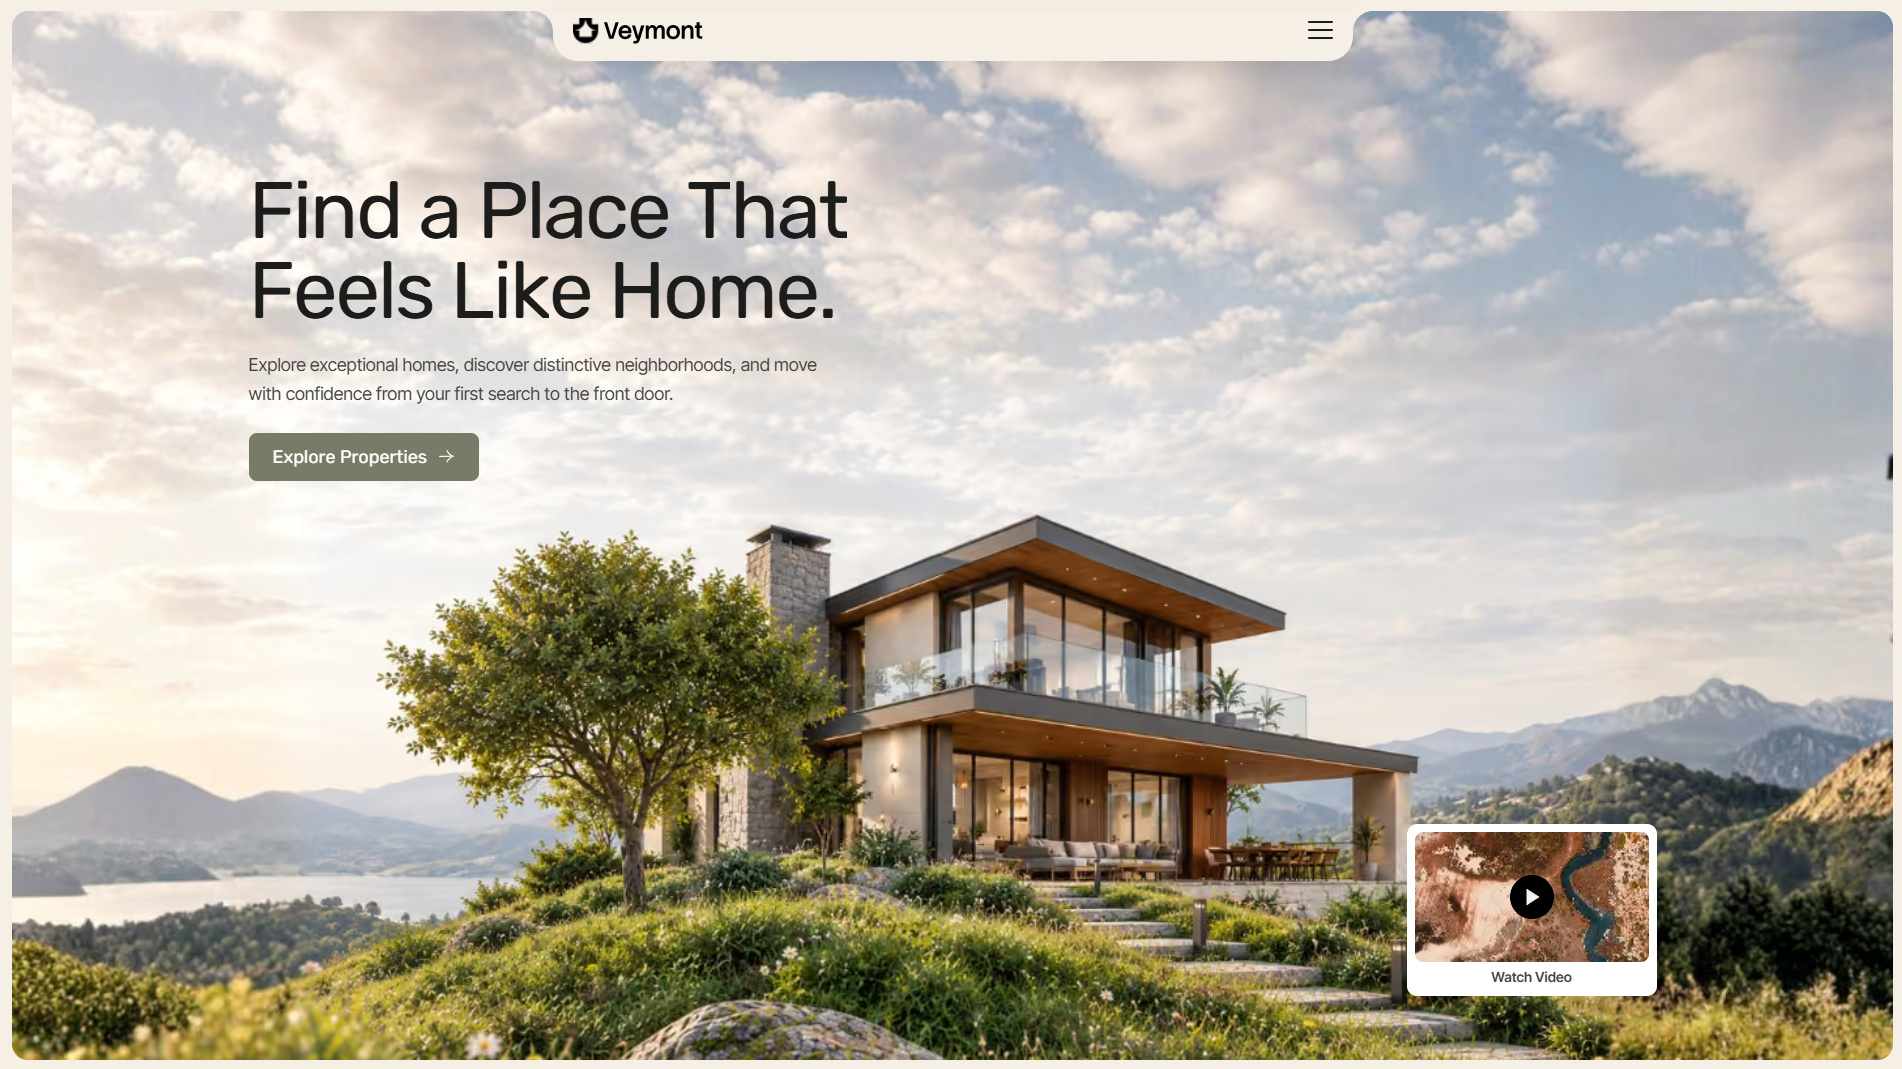 Veymont
Find a Place That
Feels Like Home.
Explore exceptional homes, discover distinctive neighborhoods, and move
with confidence from your first search to the front door.
Explore Properties
Watch Video